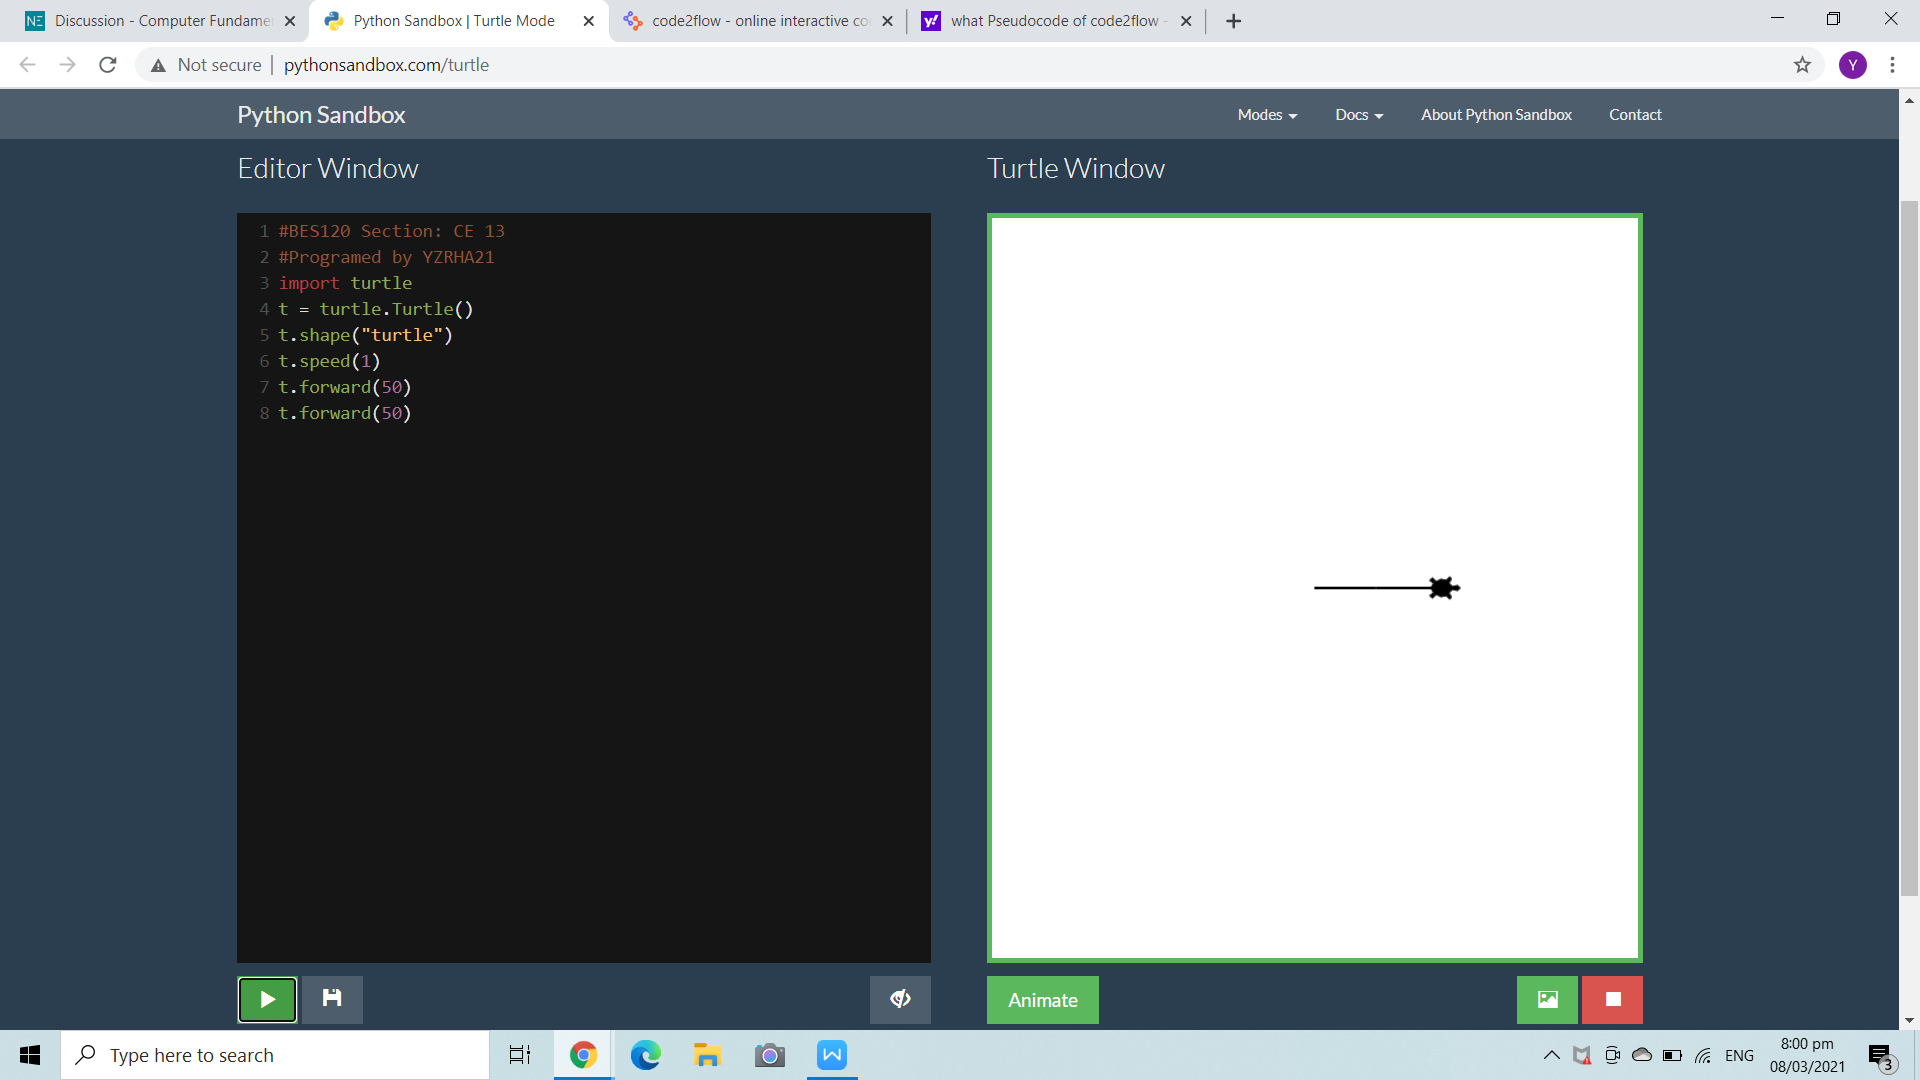 Discussion - Computer Fundamen
Python Sandbox | Turtle Mode
code2flow - online interactive co
what Pseudocode of code2flow -
Not secure
pythonsandbox.com/turtle
Y
Python Sandbox
Modes
Docs
About Python Sandbox
Contact
Editor Window
Turtle Window
1 #BES120 Section: CE 13
2 #Programed by YZRHA21
3 import turtle
4 t = turtle.Turtle()
5 t.shape("turtle")
6 t.speed(1)
7 t.forward(50)
8 t.forward(50)
Animate
Type here to search
ENG
8:00 pm
08/03/2021
3